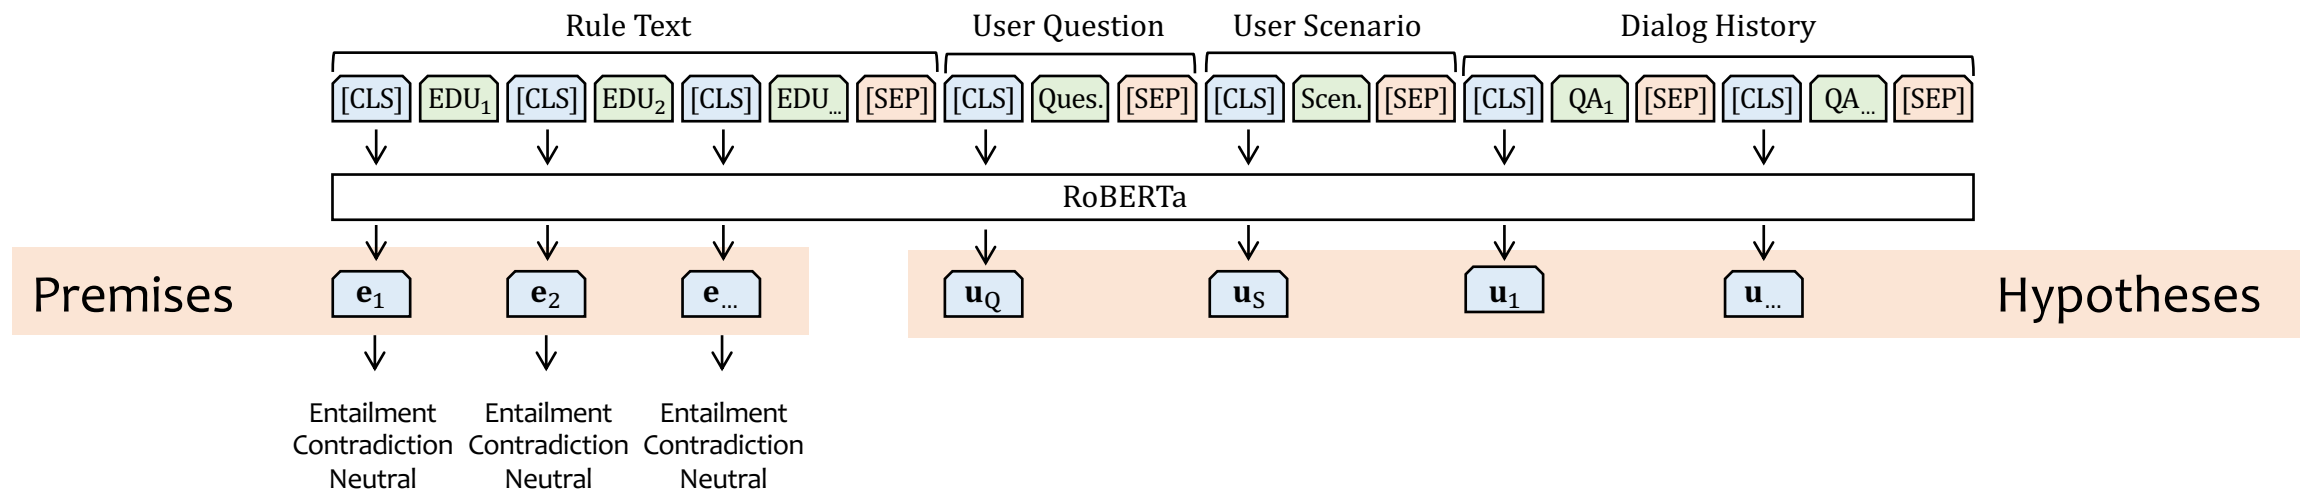 Rule Text User Question User Scenario Dialog History
[CLS] EDU1 [CLS] EDU2 [CLS] EDU... [SEP] [CLS] Ques. [SEP] [CLS] Scen. [SEP] [CLS] QA1 [SEP] [CLS] QA... [SEP]
RoBERTa
Premises e1 e2 e... uQ uS u1 u... Hypotheses
Entailment Entailment Entailment
Contradiction Contradiction Contradiction
Neutral Neutral Neutral